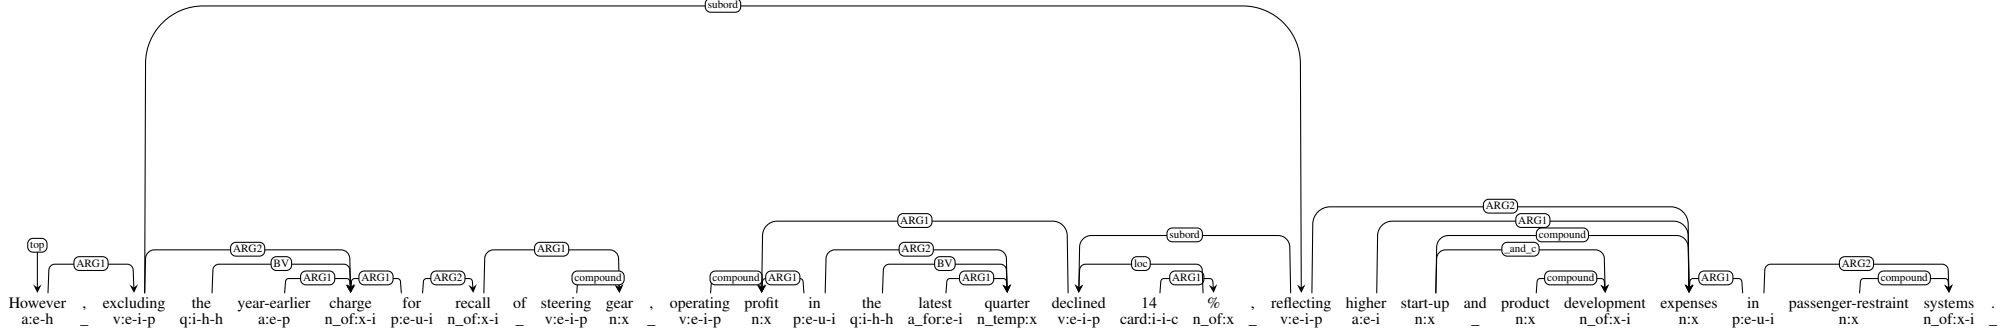 subord
ARG2
ARG1 ARG1
subord compound
top ARG2 ARG1 ARG2 _and_c
ARG1 BV BV loc ARG2
ARG1 ARG1 compound compound ARG1 ARG1 ARG1 compound ARG1 compound
However , excluding the year-earlier charge for recall of steering gear , operating profit in the latest quarter declined 14 % , reflecting higher start-up and product development expenses in passenger-restraint systems .
a:e-h _ v:e-i-p q:i-h-h a:e-p n_of:x-i p:e-u-i n_of:x-i _ v:e-i-p n:x _ v:e-i-p n:x p:e-u-i q:i-h-h a_for:e-i n_temp:x v:e-i-p card:i-i-c n_of:x _ v:e-i-p a:e-i n:x _ n:x n_of:x-i n:x p:e-u-i n:x n_of:x-i _